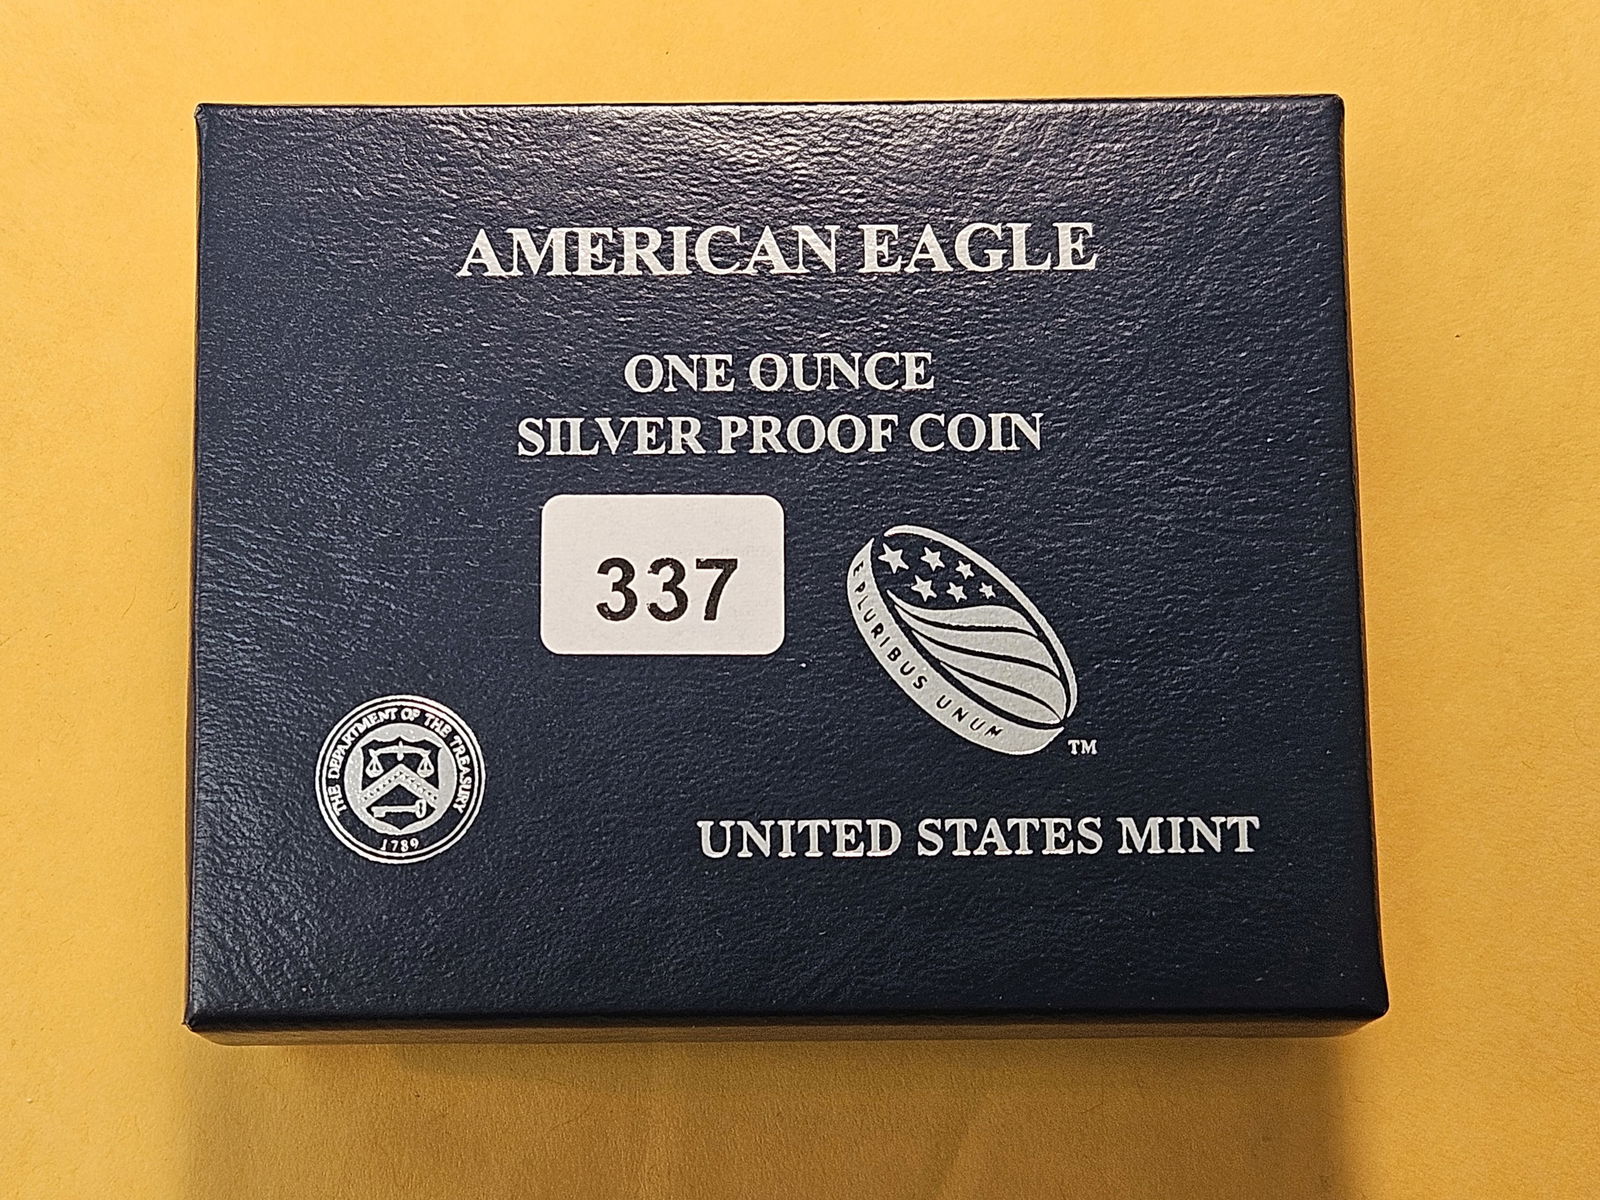 AMERICAN EAGLE
ONE OUNCE
SILVER PROOF COIN
337
E PLURIBUS UNUM
TM
THE DEPARTMENT OF THE TREASURY
1789
UNITED STATES MINT